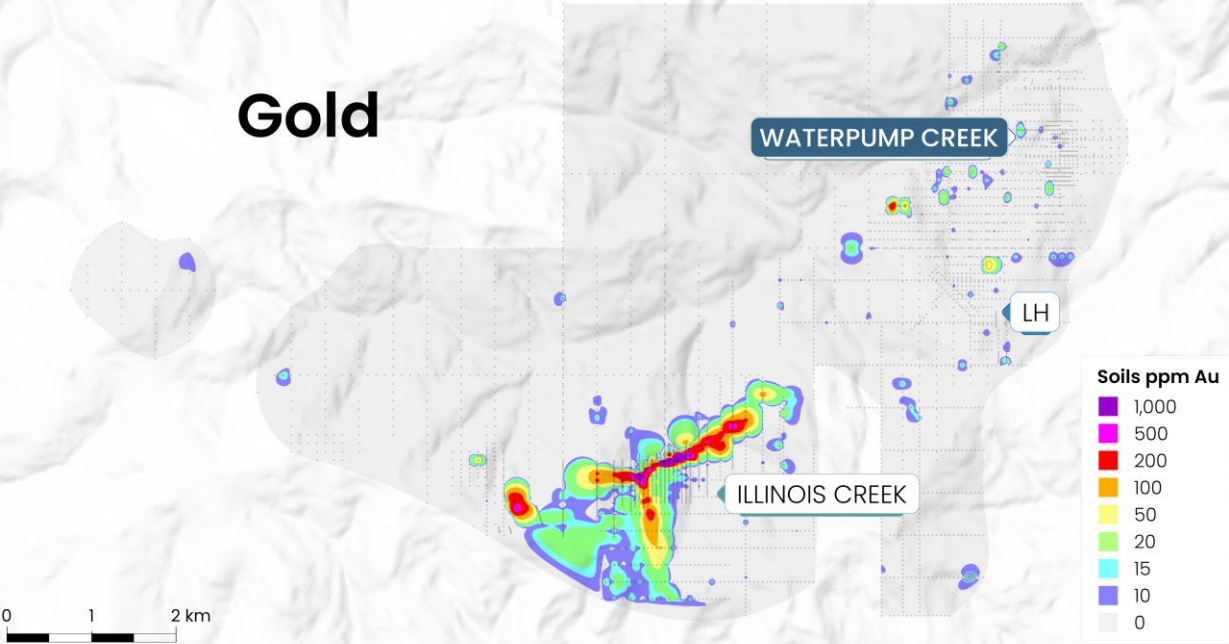 Gold
WATERPUMP CREEK
LH
ILLINOIS CREEK
Soils ppm Au
1,000
500
200
100
50
20
15
10
0
0 1 2 km